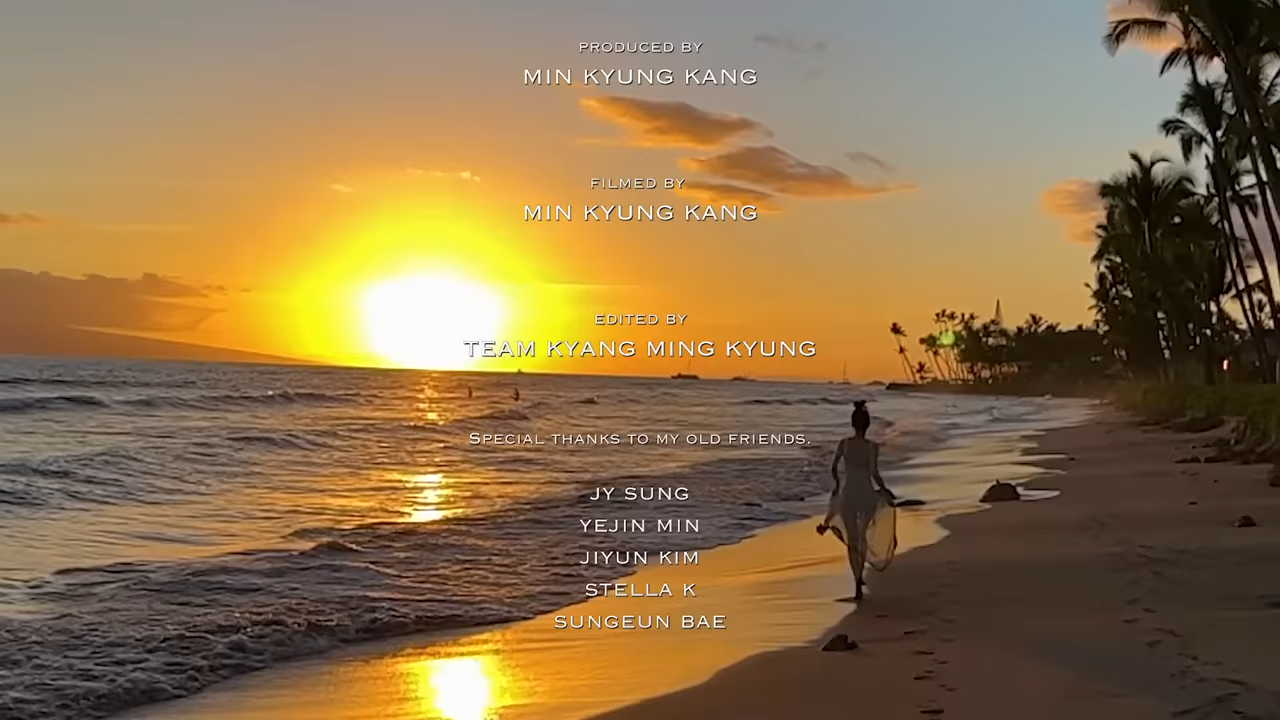 PRODUCED BY
MIN KYUNG KANG
FILMED BY
MIN KYUNG KANG
EDITED BY
TEAM KYANG MING KYUNG
SPECIAL THANKS TO MY OLD FRIENDS.
JY SUNG
YEJIN MIN
JIYUN KIM
STELLA K
SUNGEUN BAE